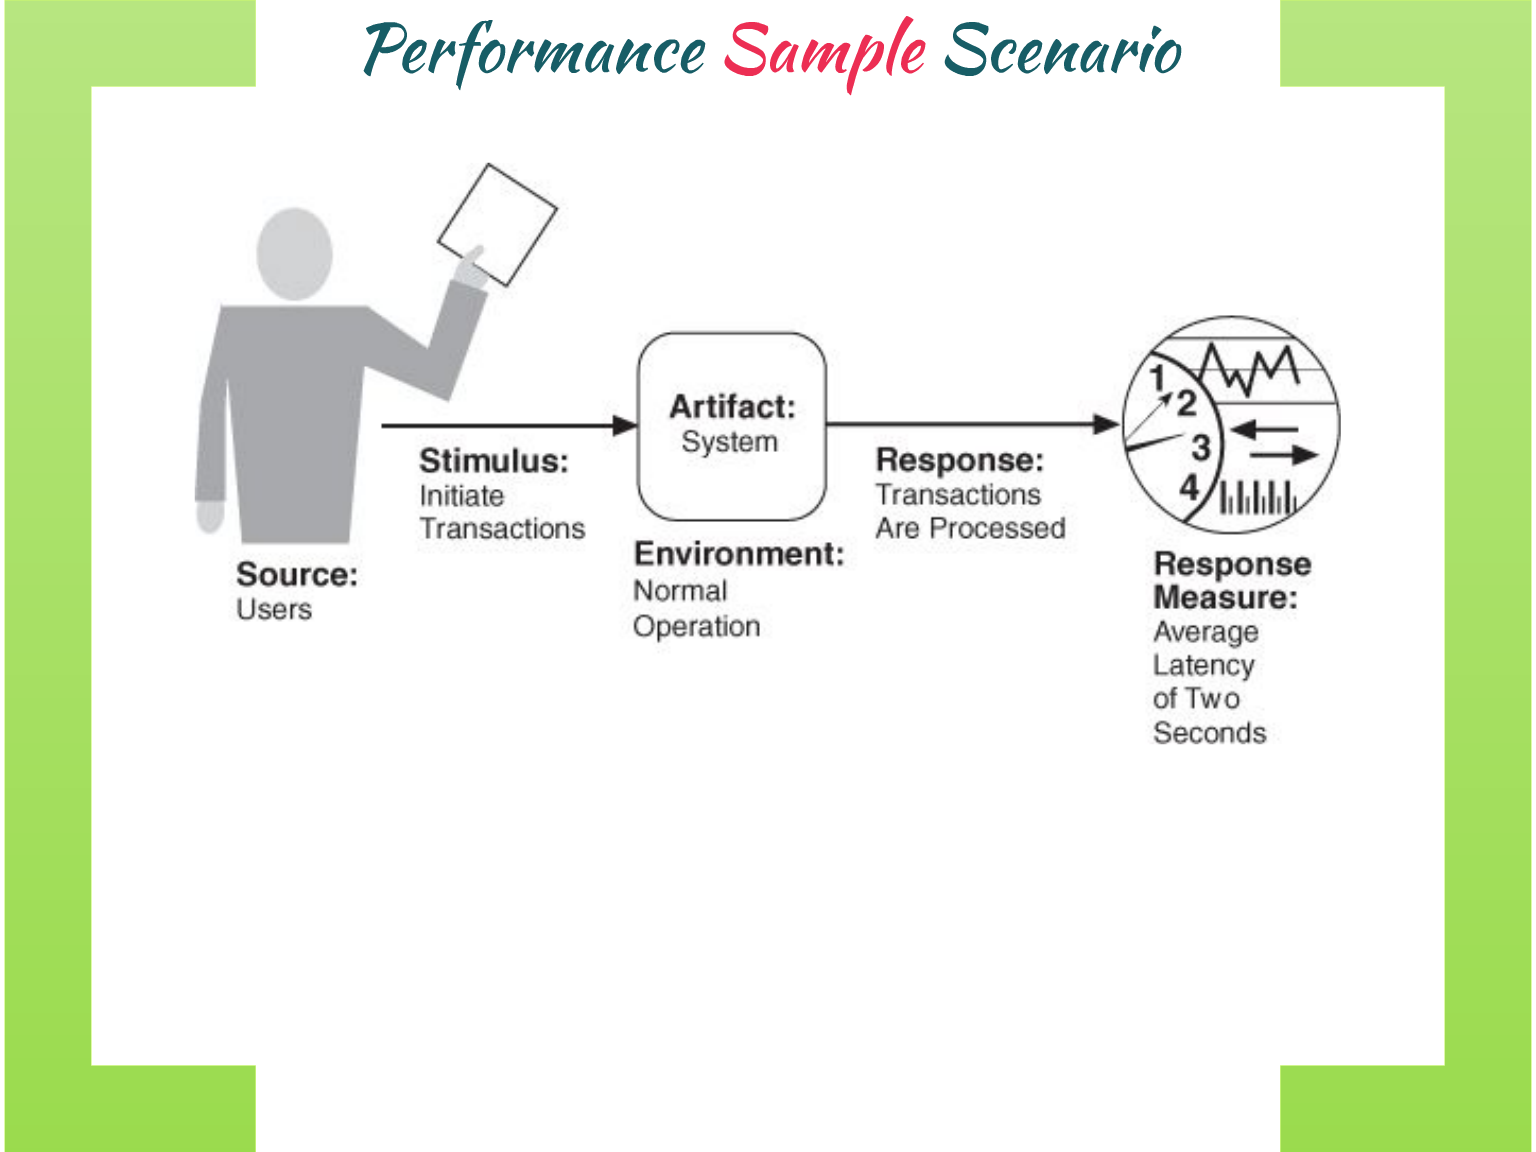 Performance Sample Scenario
Source:
Users
Stimulus:
Initiate
Transactions
Artifact:
System
Environment:
Normal
Operation
Response:
Transactions
Are Processed
1
2
3
4
Response
Measure:
Average
Latency
of Two
Seconds